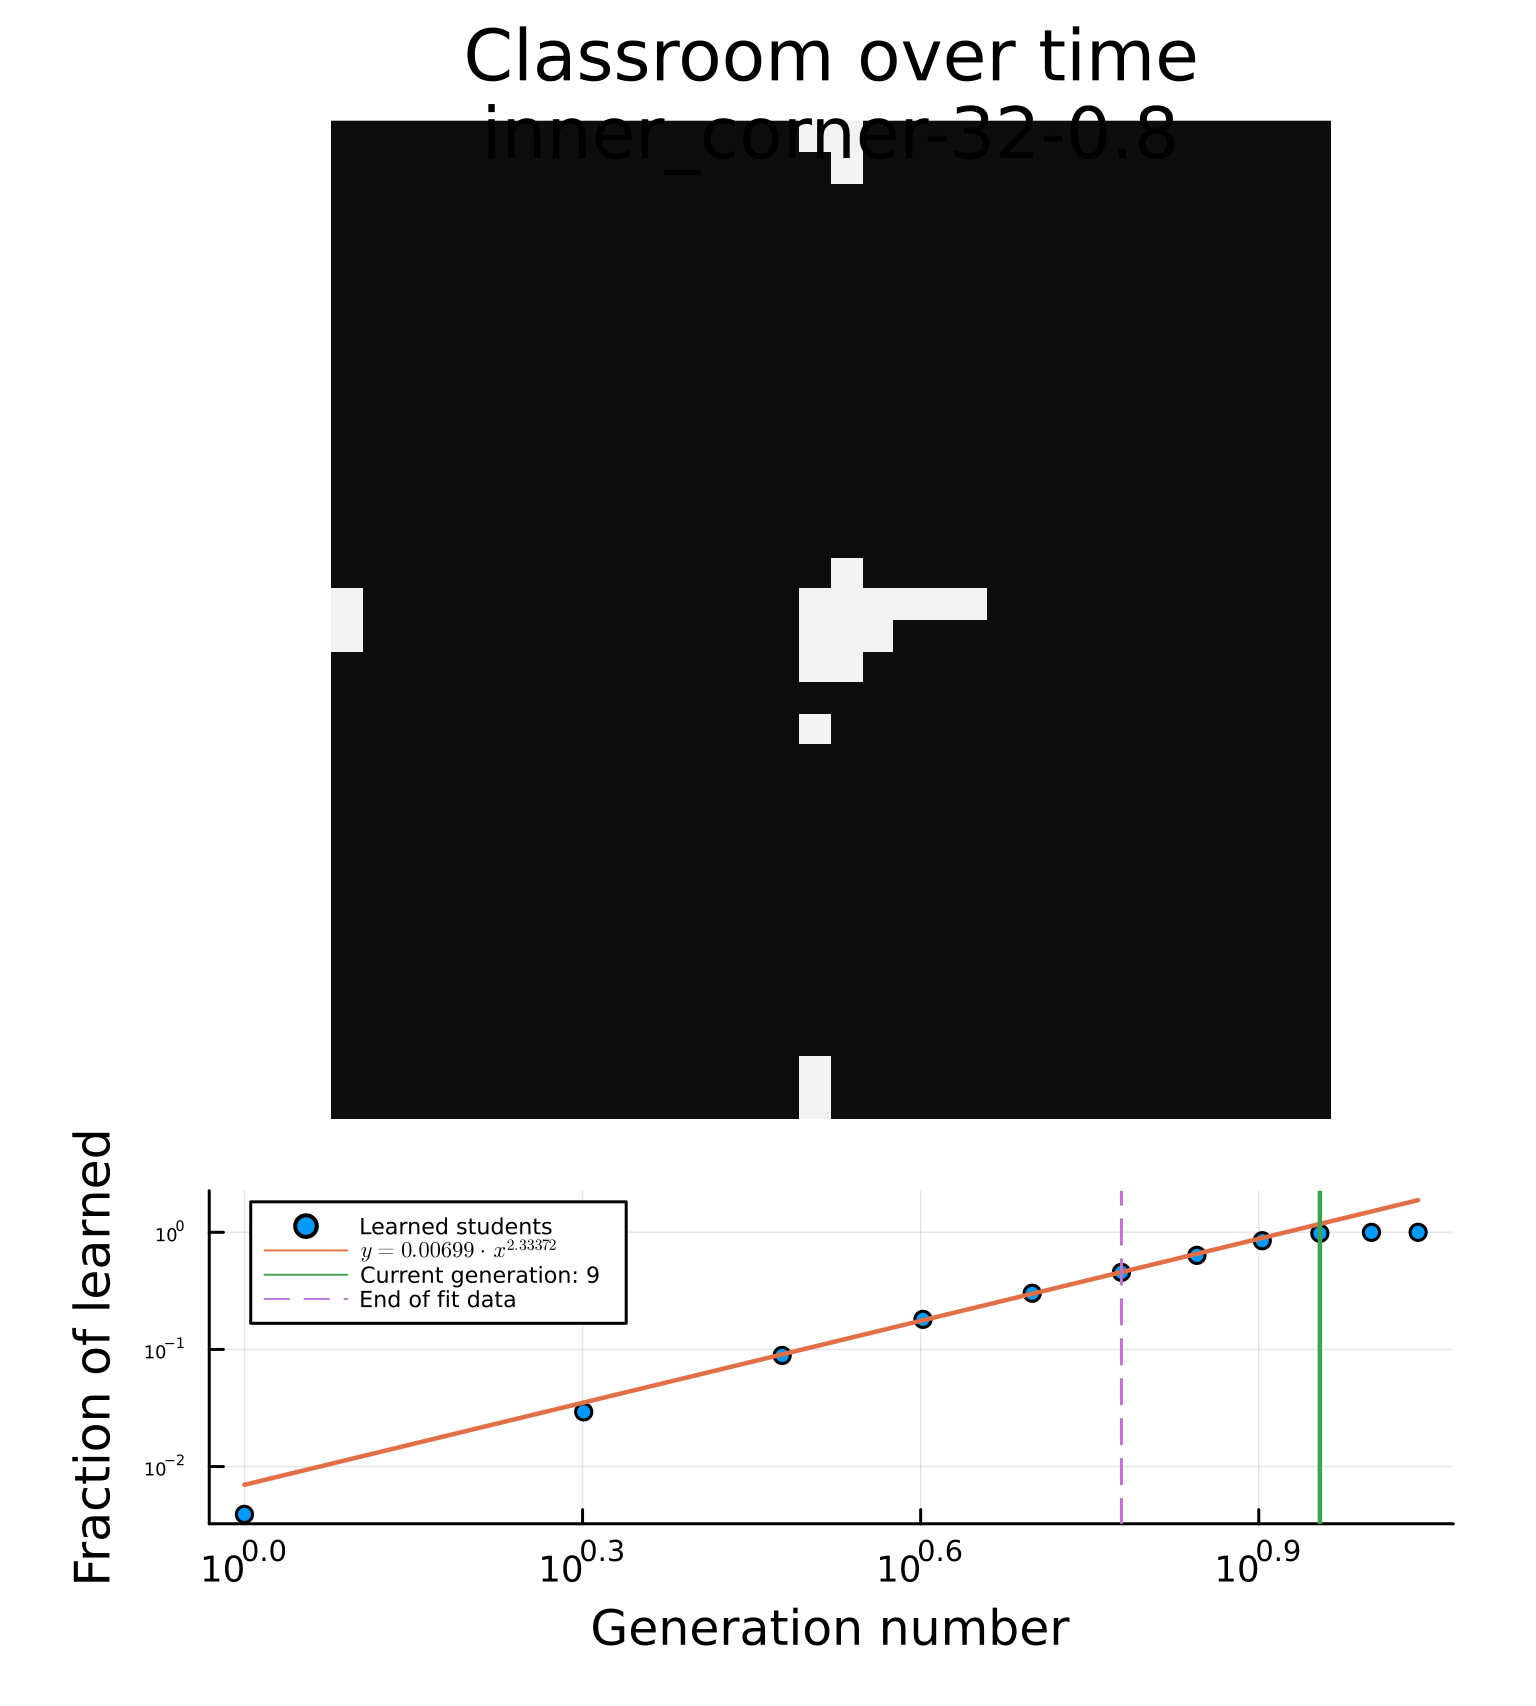 Classroom over time
inner_corner-32-0.8
Fraction of learned
10^0
10^−1
10^−2
Learned students
y = 0.00699 · x^2.33372
Current generation: 9
End of fit data
10^0.0 10^0.3 10^0.6 10^0.9
Generation number